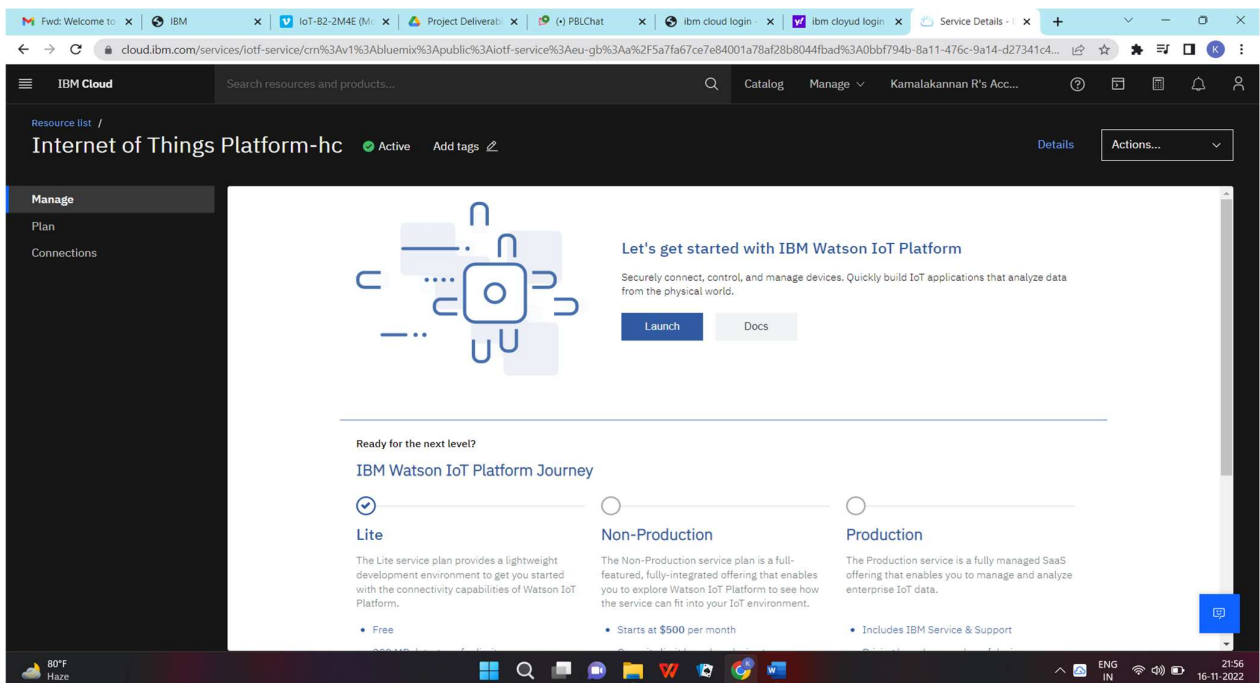 Fwd: Welcome to
IBM
IoT-B2-2M4E (Mo
Project Deliverab
(•) PBLChat
ibm cloud login -
ibm cloyud login
Service Details -
cloud.ibm.com/services/iotf-service/crn%3Av1%3Abluemix%3Apublic%3Aiotf-service%3Aeu-gb%3Aa%2F5a7fa67ce7e84001a78af28b8044fbad%3A0bbf794b-8a11-476c-9a14-d27341c4...
K
IBM Cloud
Search resources and products...
Catalog
Manage
Kamalakannan R's Acc...
Resource list /
Internet of Things Platform-hc
Active
Add tags
Details
Actions...
Manage
Plan
Connections
Let's get started with IBM Watson IoT Platform
Securely connect, control, and manage devices. Quickly build IoT applications that analyze data
from the physical world.
Launch
Docs
Ready for the next level?
IBM Watson IoT Platform Journey
Lite
The Lite service plan provides a lightweight
development environment to get you started
with the connectivity capabilities of Watson IoT
Platform.
• Free
Non-Production
The Non-Production service plan is a full-
featured, fully-integrated offering that enables
you to explore Watson IoT Platform to see how
the service can fit into your IoT environment.
• Starts at $500 per month
Production
The Production service is a fully managed SaaS
offering that enables you to manage and analyze
enterprise IoT data.
• Includes IBM Service & Support
80°F
Haze
ENG
IN
21:56
16-11-2022